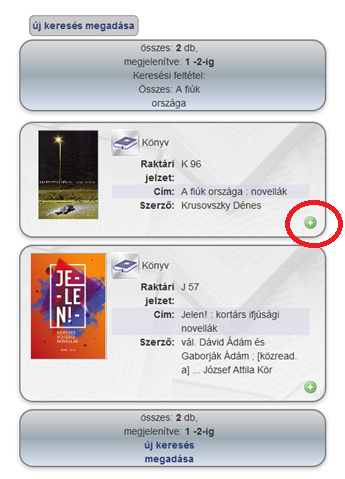 új keresés megadása
összes: 2 db,
megjelenítve: 1 -2-ig
Keresési feltétel:
Összes: A fiúk
országa
Könyv
Raktári jelzet: K 96
Cím: A fiúk országa : novellák
Szerző: Krusovszky Dénes
Könyv
Raktári jelzet: J 57
Cím: Jelen! : kortárs ifjúsági
novellák
Szerző: vál. Dávid Ádám és
Gaborják Ádám ; [közread.
a] ... József Attila Kör
JE-
-LEN!-
KORTÁRS
IFJÚSÁGI
NOVELLÁK
összes: 2 db,
megjelenítve: 1 -2-ig
új keresés
megadása